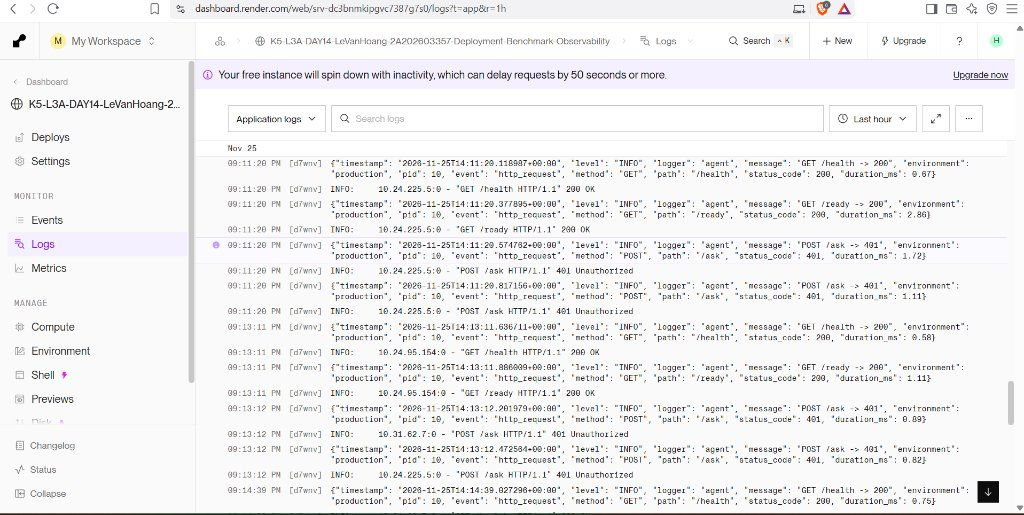 dashboard.render.com/web/srv-dc3bnmkipgvc7387g7s0/logs?t=app&r=1h
M My Workspace
K5-L3A-DAY14-LeVanHoang-2A202603357-Deployment-Benchmark-Observability
Logs
Search ^ K
+ New
Upgrade
?
H
Your free instance will spin down with inactivity, which can delay requests by 50 seconds or more.
Upgrade now
Dashboard
K5-L3A-DAY14-LeVanHoang-2...
Deploys
Settings
MONITOR
Events
Logs
Metrics
MANAGE
Compute
Environment
Shell
Previews
Disk
Changelog
Status
Collapse
Application logs
Search logs
Last hour
...
Nov 25
09:11:20 PM [d7wnv] {"timestamp": "2026-11-25T14:11:20.118987+00:00", "level": "INFO", "logger": "agent", "message": "GET /health -> 200", "environment":
"production", "pid": 10, "event": "http_request", "method": "GET", "path": "/health", "status_code": 200, "duration_ms": 0.67}
09:11:20 PM [d7wnv] INFO: 10.24.225.5:0 - "GET /health HTTP/1.1" 200 OK
09:11:20 PM [d7wnv] {"timestamp": "2026-11-25T14:11:20.377895+00:00", "level": "INFO", "logger": "agent", "message": "GET /ready -> 200", "environment":
"production", "pid": 10, "event": "http_request", "method": "GET", "path": "/ready", "status_code": 200, "duration_ms": 2.86}
09:11:20 PM [d7wnv] INFO: 10.24.225.5:0 - "GET /ready HTTP/1.1" 200 OK
09:11:20 PM [d7wnv] {"timestamp": "2026-11-25T14:11:20.574762+00:00", "level": "INFO", "logger": "agent", "message": "POST /ask -> 401", "environment":
"production", "pid": 10, "event": "http_request", "method": "POST", "path": "/ask", "status_code": 401, "duration_ms": 1.72}
09:11:20 PM [d7wnv] INFO: 10.24.225.5:0 - "POST /ask HTTP/1.1" 401 Unauthorized
09:11:20 PM [d7wnv] {"timestamp": "2026-11-25T14:11:20.817156+00:00", "level": "INFO", "logger": "agent", "message": "POST /ask -> 401", "environment":
"production", "pid": 10, "event": "http_request", "method": "POST", "path": "/ask", "status_code": 401, "duration_ms": 1.11}
09:11:20 PM [d7wnv] INFO: 10.24.225.5:0 - "POST /ask HTTP/1.1" 401 Unauthorized
09:13:11 PM [d7wnv] {"timestamp": "2026-11-25T14:13:11.636711+00:00", "level": "INFO", "logger": "agent", "message": "GET /health -> 200", "environment":
"production", "pid": 10, "event": "http_request", "method": "GET", "path": "/health", "status_code": 200, "duration_ms": 0.58}
09:13:11 PM [d7wnv] INFO: 10.24.95.154:0 - "GET /health HTTP/1.1" 200 OK
09:13:11 PM [d7wnv] {"timestamp": "2026-11-25T14:13:11.886009+00:00", "level": "INFO", "logger": "agent", "message": "GET /ready -> 200", "environment":
"production", "pid": 10, "event": "http_request", "method": "GET", "path": "/ready", "status_code": 200, "duration_ms": 1.11}
09:13:11 PM [d7wnv] INFO: 10.24.95.154:0 - "GET /ready HTTP/1.1" 200 OK
09:13:12 PM [d7wnv] {"timestamp": "2026-11-25T14:13:12.201979+00:00", "level": "INFO", "logger": "agent", "message": "POST /ask -> 401", "environment":
"production", "pid": 10, "event": "http_request", "method": "POST", "path": "/ask", "status_code": 401, "duration_ms": 0.89}
09:13:12 PM [d7wnv] INFO: 10.31.62.7:0 - "POST /ask HTTP/1.1" 401 Unauthorized
09:13:12 PM [d7wnv] {"timestamp": "2026-11-25T14:13:12.472564+00:00", "level": "INFO", "logger": "agent", "message": "POST /ask -> 401", "environment":
"production", "pid": 10, "event": "http_request", "method": "POST", "path": "/ask", "status_code": 401, "duration_ms": 0.82}
09:13:12 PM [d7wnv] INFO: 10.24.225.5:0 - "POST /ask HTTP/1.1" 401 Unauthorized
09:14:39 PM [d7wnv] {"timestamp": "2026-11-25T14:14:39.027296+00:00", "level": "INFO", "logger": "agent", "message": "GET /health -> 200", "environment":
"production", "pid": 10, "event": "http_request", "method": "GET", "path": "/health", "status_code": 200, "duration_ms": 0.75}